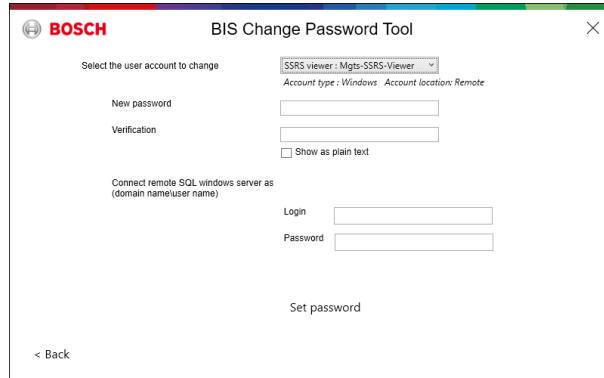 BOSCH
BIS Change Password Tool
Select the user account to change
SSRS viewer : Mgts-SSRS-Viewer
Account type : Windows Account location: Remote
New password
Verification
Show as plain text
Connect remote SQL windows server as
(domain name\user name)
Login
Password
Set password
< Back